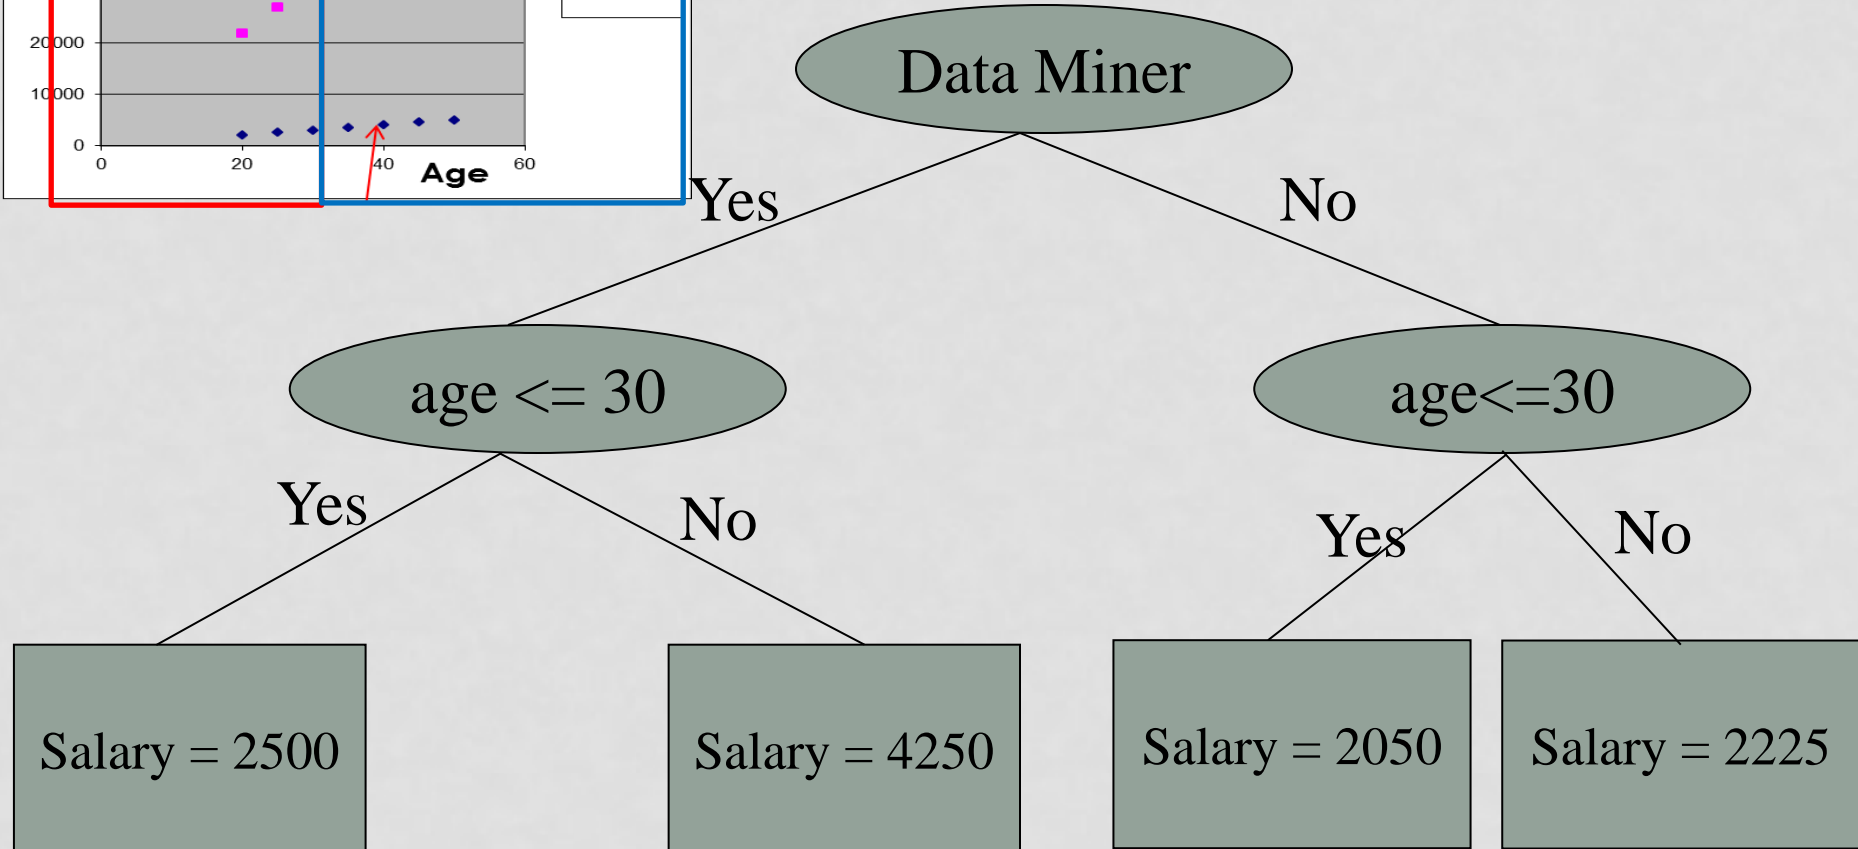 20000
10000
0
0 20 40 60
Age
Data Miner
Yes No
age <= 30 age<=30
Yes No Yes No
Salary = 2500 Salary = 4250 Salary = 2050 Salary = 2225